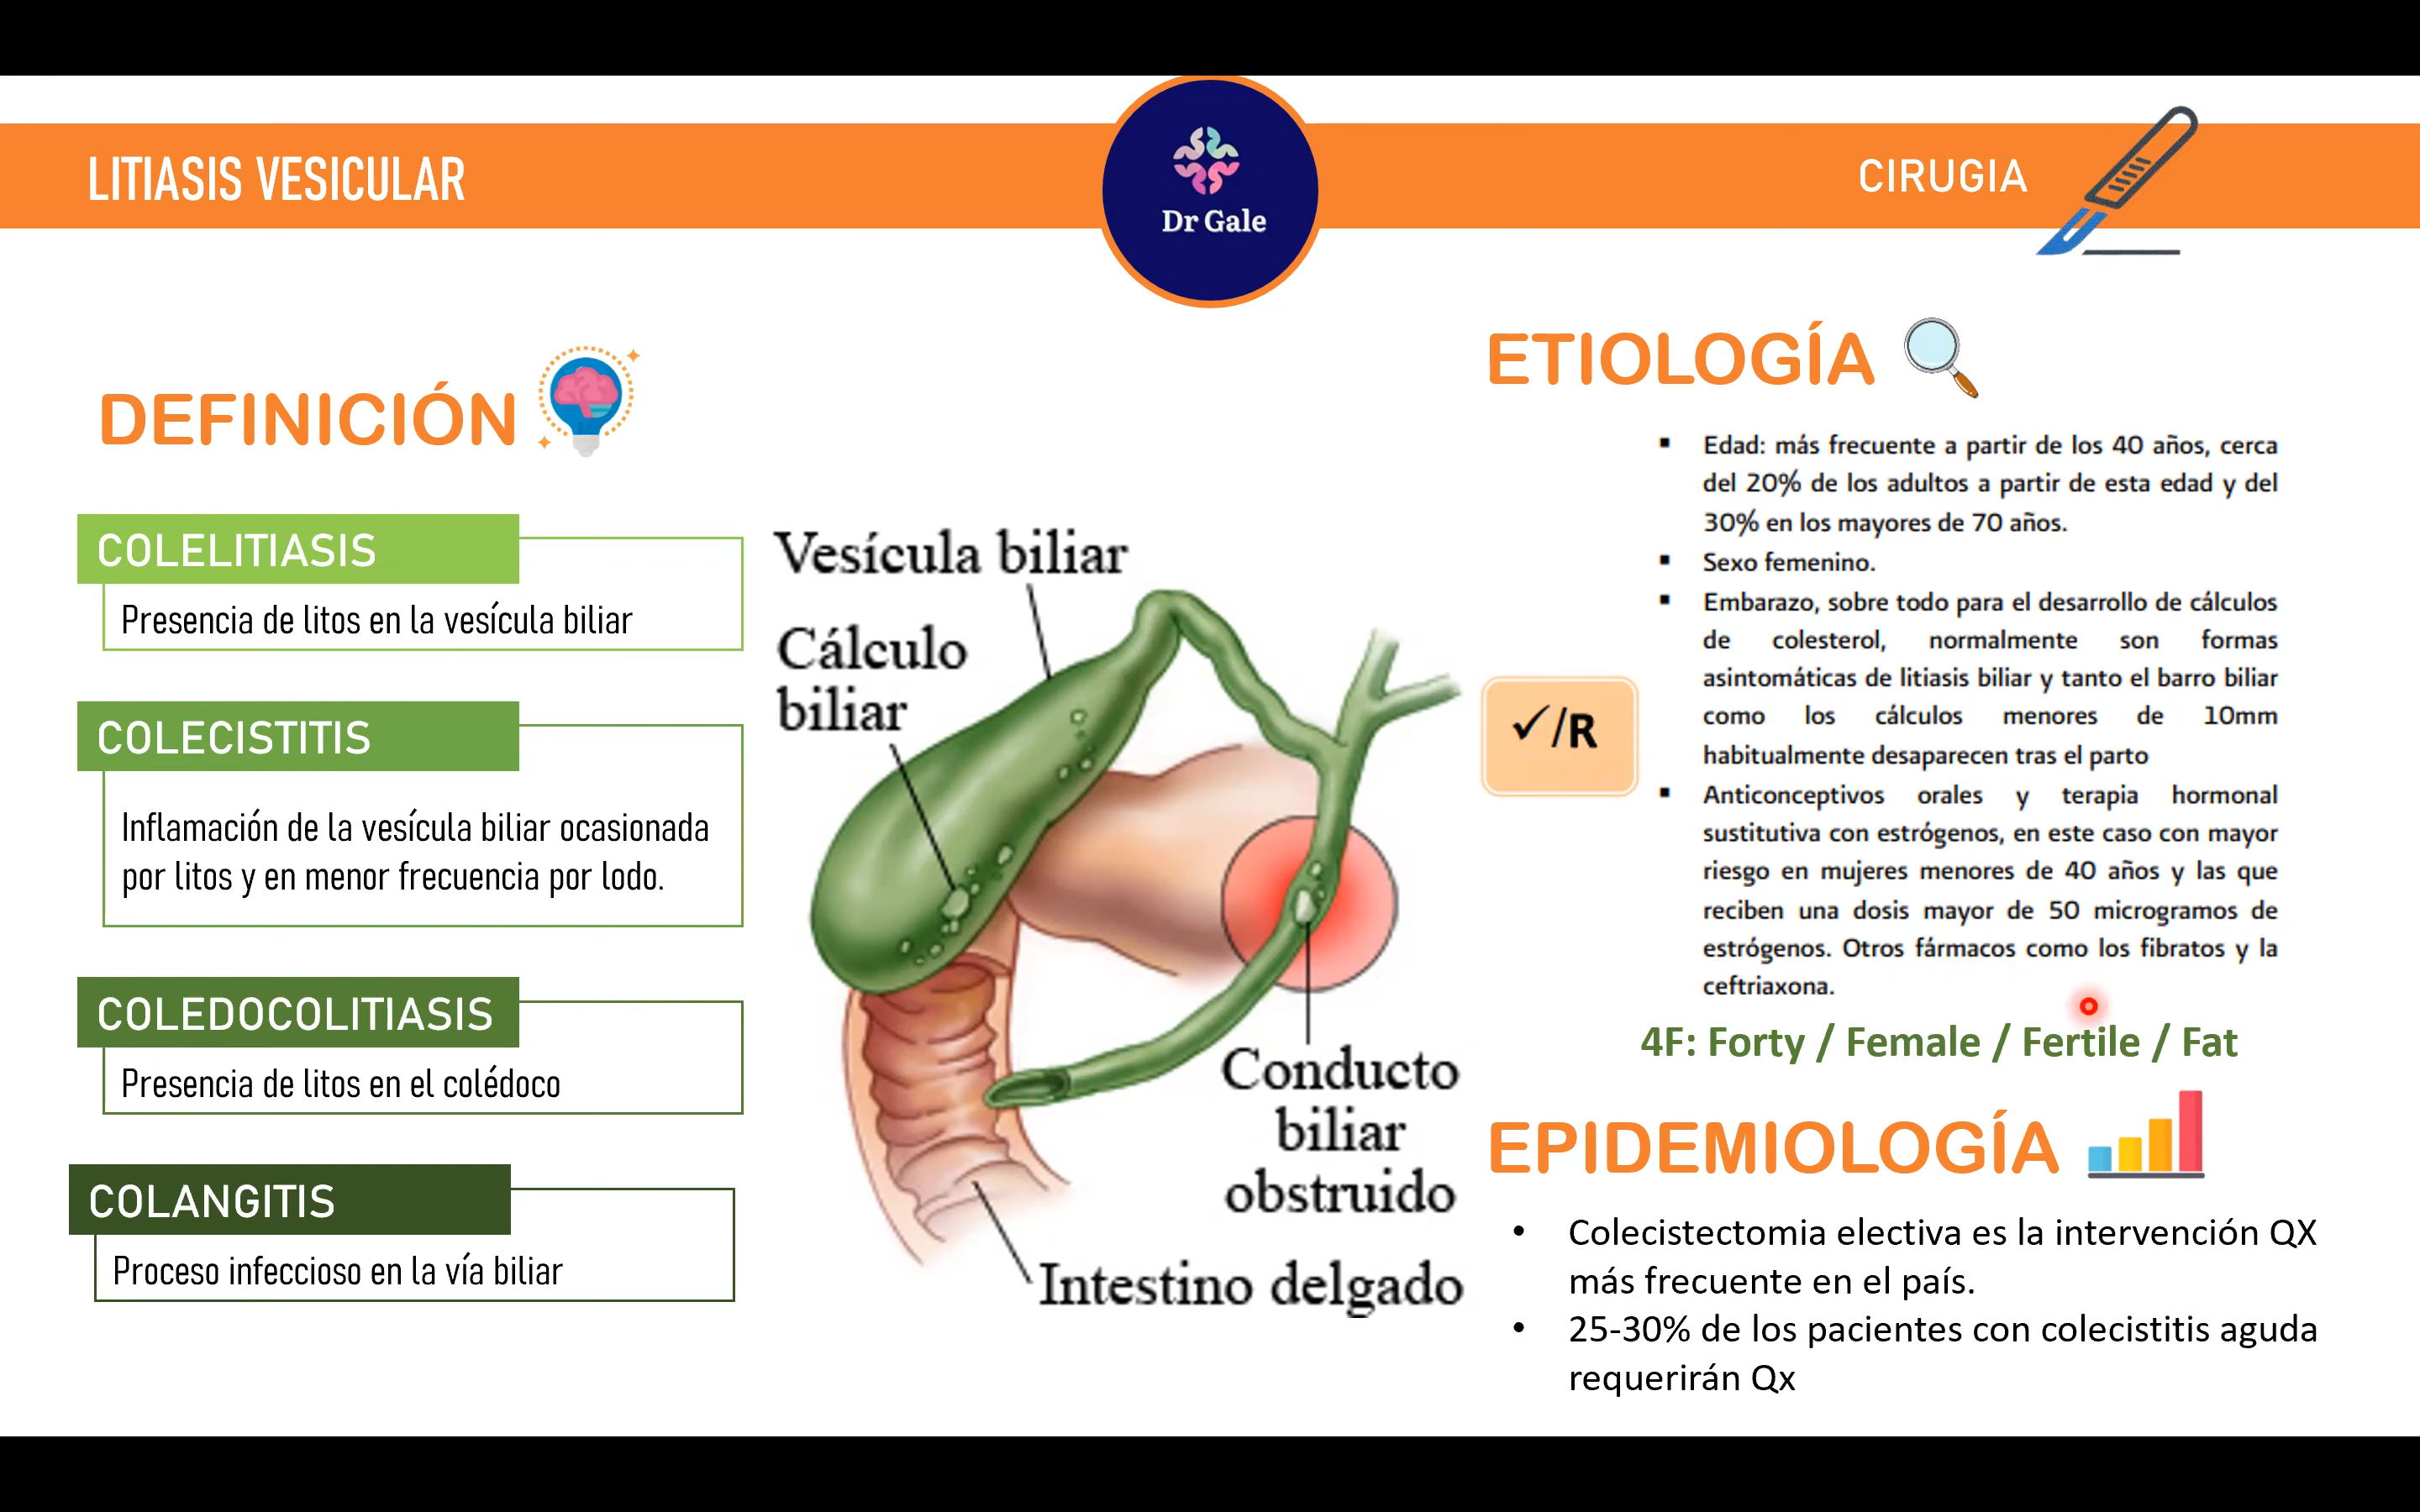 LITIASIS VESICULAR
Dr Gale
CIRUGIA
DEFINICIÓN
COLELITIASIS
Presencia de litos en la vesícula biliar
COLECISTITIS
Inflamación de la vesícula biliar ocasionada
por litos y en menor frecuencia por lodo.
COLEDOCOLITIASIS
Presencia de litos en el colédoco
COLANGITIS
Proceso infeccioso en la vía biliar
Vesícula biliar
Cálculo
biliar
Conducto
biliar
obstruido
Intestino delgado
ETIOLOGÍA
✓/R
▪ Edad: más frecuente a partir de los 40 años, cerca
del 20% de los adultos a partir de esta edad y del
30% en los mayores de 70 años.
▪ Sexo femenino.
▪ Embarazo, sobre todo para el desarrollo de cálculos
de colesterol, normalmente son formas
asintomáticas de litiasis biliar y tanto el barro biliar
como los cálculos menores de 10mm
habitualmente desaparecen tras el parto
▪ Anticonceptivos orales y terapia hormonal
sustitutiva con estrógenos, en este caso con mayor
riesgo en mujeres menores de 40 años y las que
reciben una dosis mayor de 50 microgramos de
estrógenos. Otros fármacos como los fibratos y la
ceftriaxona.
4F: Forty / Female / Fertile / Fat
EPIDEMIOLOGÍA
• Colecistectomia electiva es la intervención QX
más frecuente en el país.
• 25-30% de los pacientes con colecistitis aguda
requerirán Qx